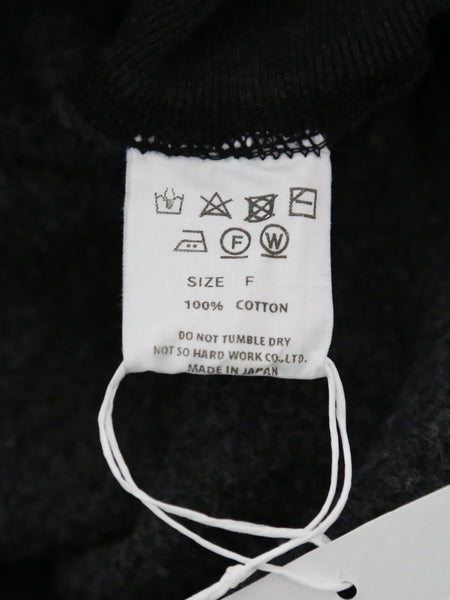 F W
SIZE F
100% COTTON
DO NOT TUMBLE DRY
NOT SO HARD WORK CO.,LTD.
MADE IN JAPAN